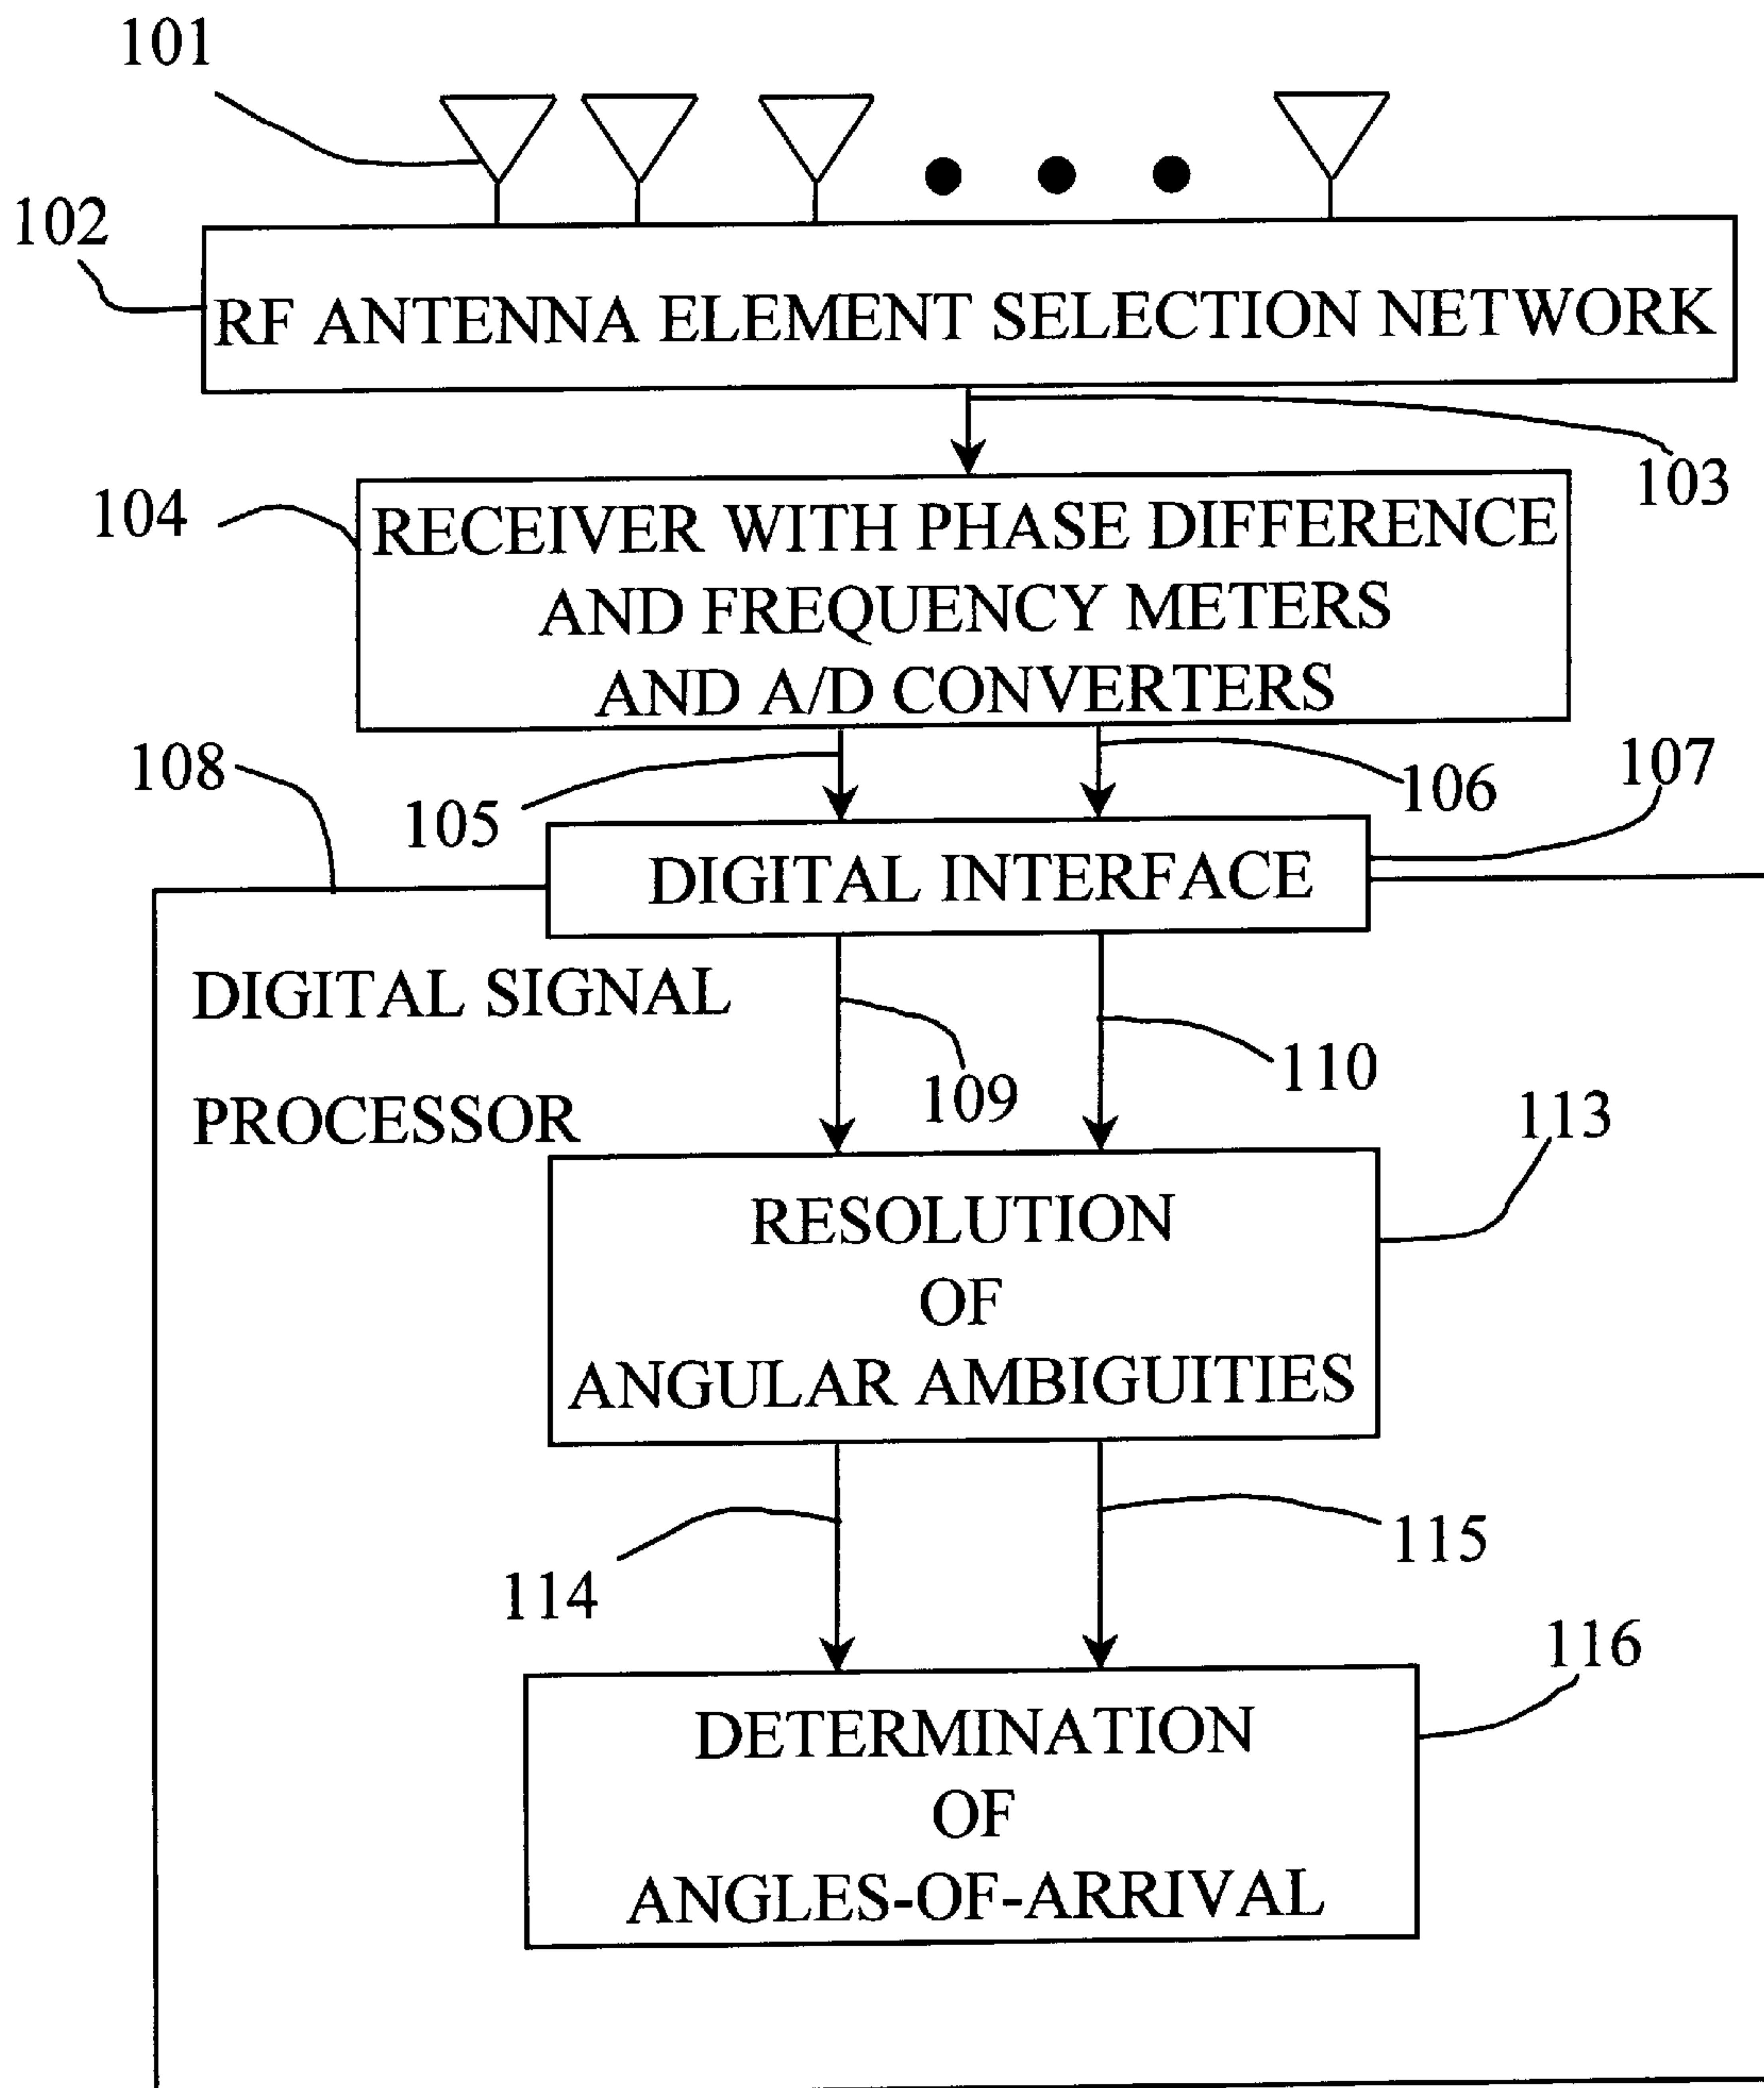 101
102
RF ANTENNA ELEMENT SELECTION NETWORK
103
104
RECEIVER WITH PHASE DIFFERENCE
AND FREQUENCY METERS
AND A/D CONVERTERS
108
105
106
107
DIGITAL INTERFACE
DIGITAL SIGNAL
PROCESSOR
109
110
113
RESOLUTION
OF
ANGULAR AMBIGUITIES
114
115
116
DETERMINATION
OF
ANGLES-OF-ARRIVAL